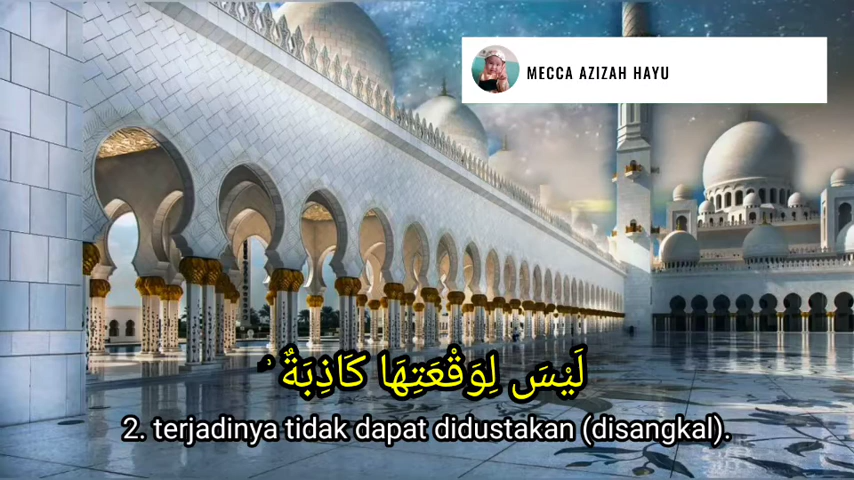 MECCA AZIZAH HAYU
لَيْسَ لِوَقْعَتِهَا كَاذِبَةٌ ۘ
2. terjadinya tidak dapat didustakan (disangkal).